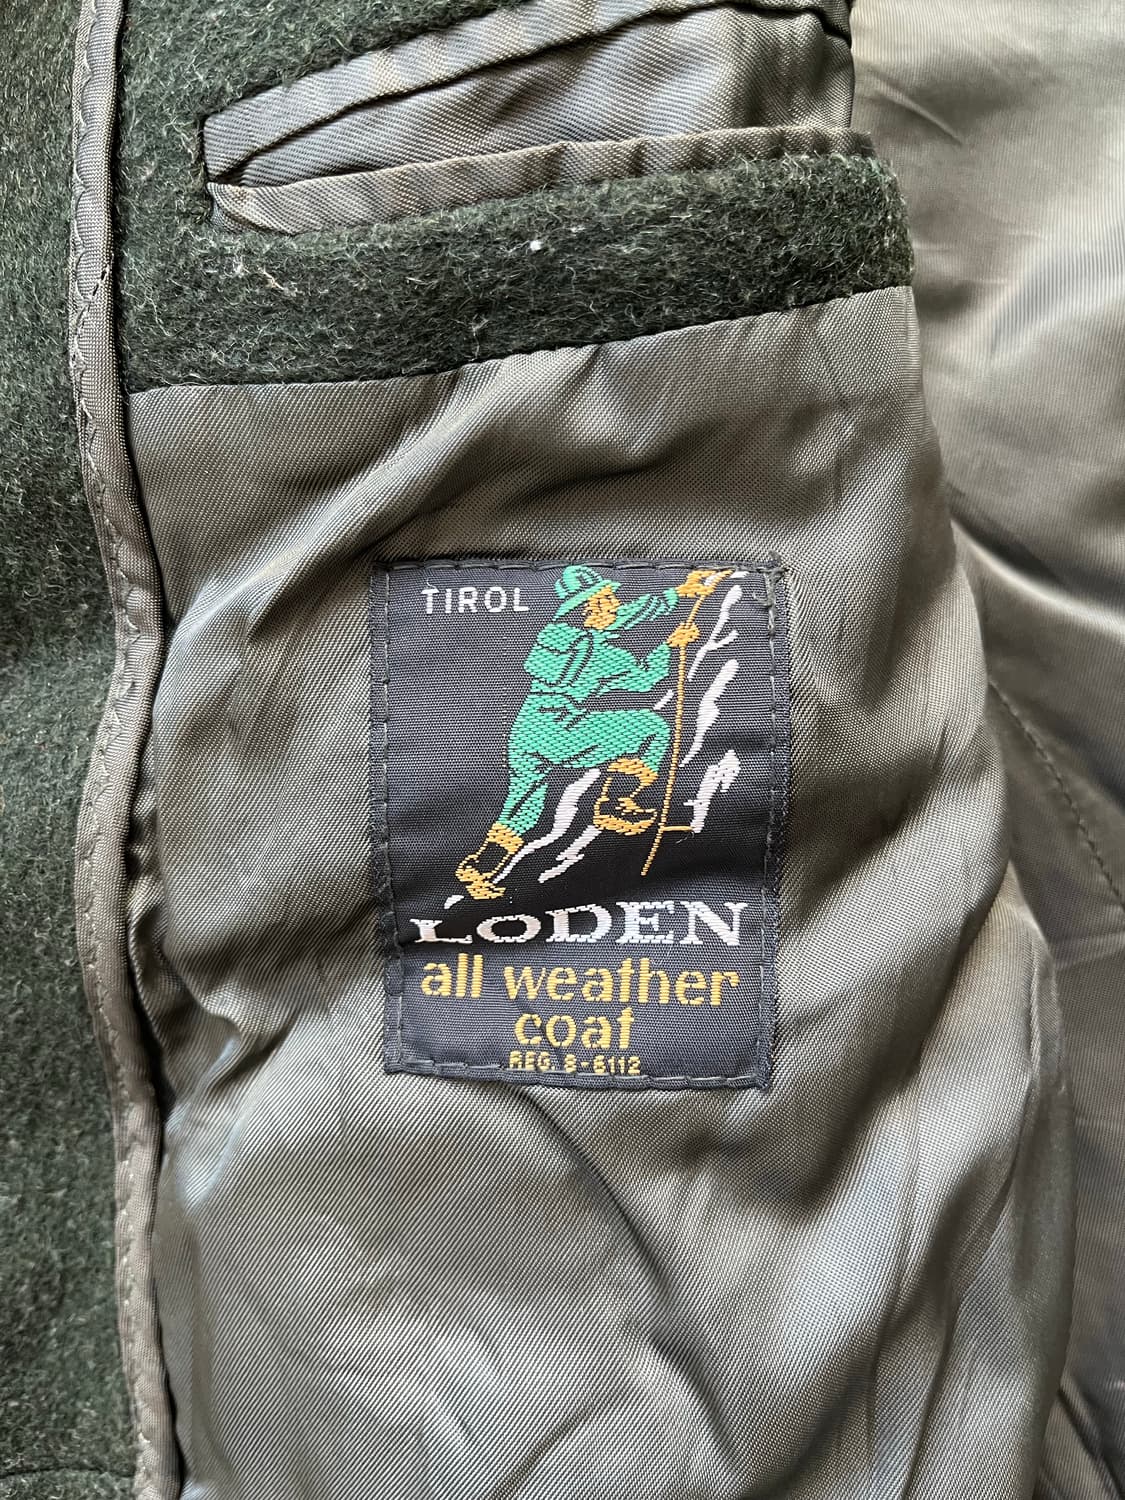 TIROL
LODEN
all weather
coat
REG. 8-6112